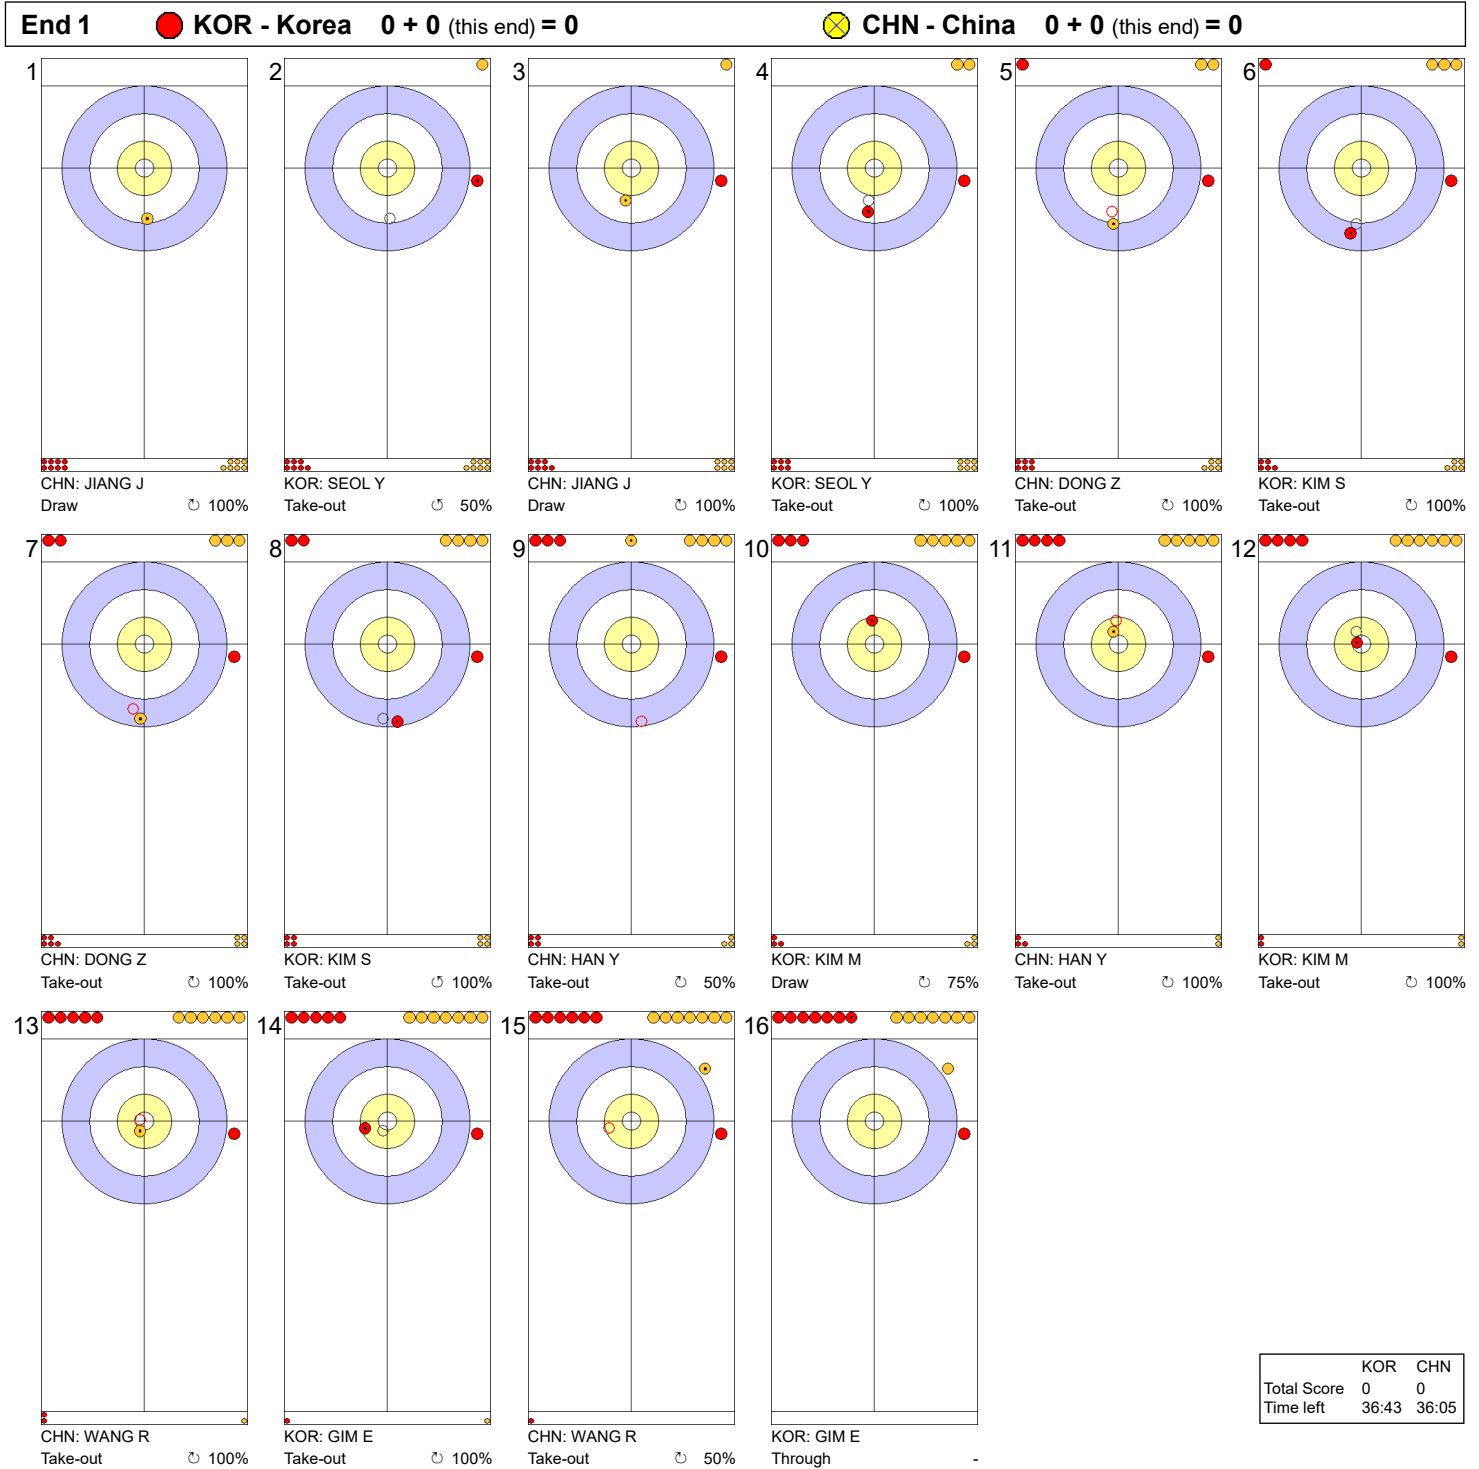 End 1 KOR - Korea 0 + 0 (this end) = 0 CHN - China 0 + 0 (this end) = 0
1 2 3 4 5 6
CHN: JIANG J KOR: SEOL Y CHN: JIANG J KOR: SEOL Y CHN: DONG Z KOR: KIM S
Draw ↻ 100% Take-out ↺ 50% Draw ↻ 100% Take-out ↻ 100% Take-out ↻ 100% Take-out ↻ 100%
7 8 9 10 11 12
CHN: DONG Z KOR: KIM S CHN: HAN Y KOR: KIM M CHN: HAN Y KOR: KIM M
Take-out ↻ 100% Take-out ↺ 100% Take-out ↻ 50% Draw ↻ 75% Take-out ↻ 100% Take-out ↻ 100%
13 14 15 16
CHN: WANG R KOR: GIM E CHN: WANG R KOR: GIM E
Take-out ↻ 100% Take-out ↻ 100% Take-out ↻ 50% Through -
KOR CHN
Total Score 0 0
Time left 36:43 36:05